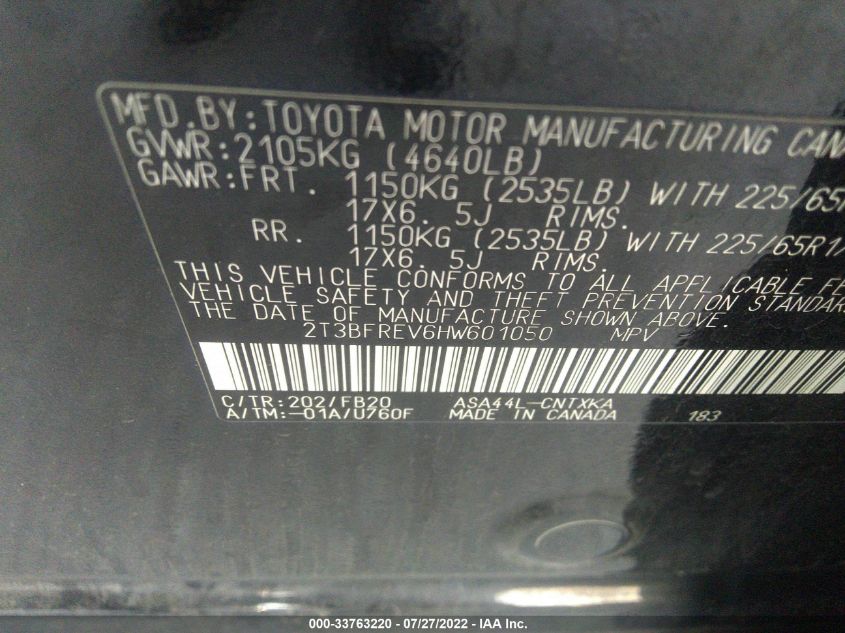 MFD.BY:TOYOTA MOTOR MANUFACTURING CANA
GVWR:2105KG (4640LB)
GAWR:FRT. 1150KG (2535LB) WITH 225/65R
17X6. 5J RIMS.
RR. 1150KG (2535LB) WITH 225/65R17
17X6. 5J RIMS.
THIS VEHICLE CONFORMS TO ALL APPLICABLE FE
VEHICLE SAFETY AND THEFT PREVENTION STANDAR
THE DATE OF MANUFACTURE SHOWN ABOVE.
2T3BFREV6HW601050 MPV
C/TR:202/FB20 ASA44L-CNTXKA
A/TM:-01A/U760F MADE IN CANADA 183
000-33763220 - 07/27/2022 - IAA Inc.